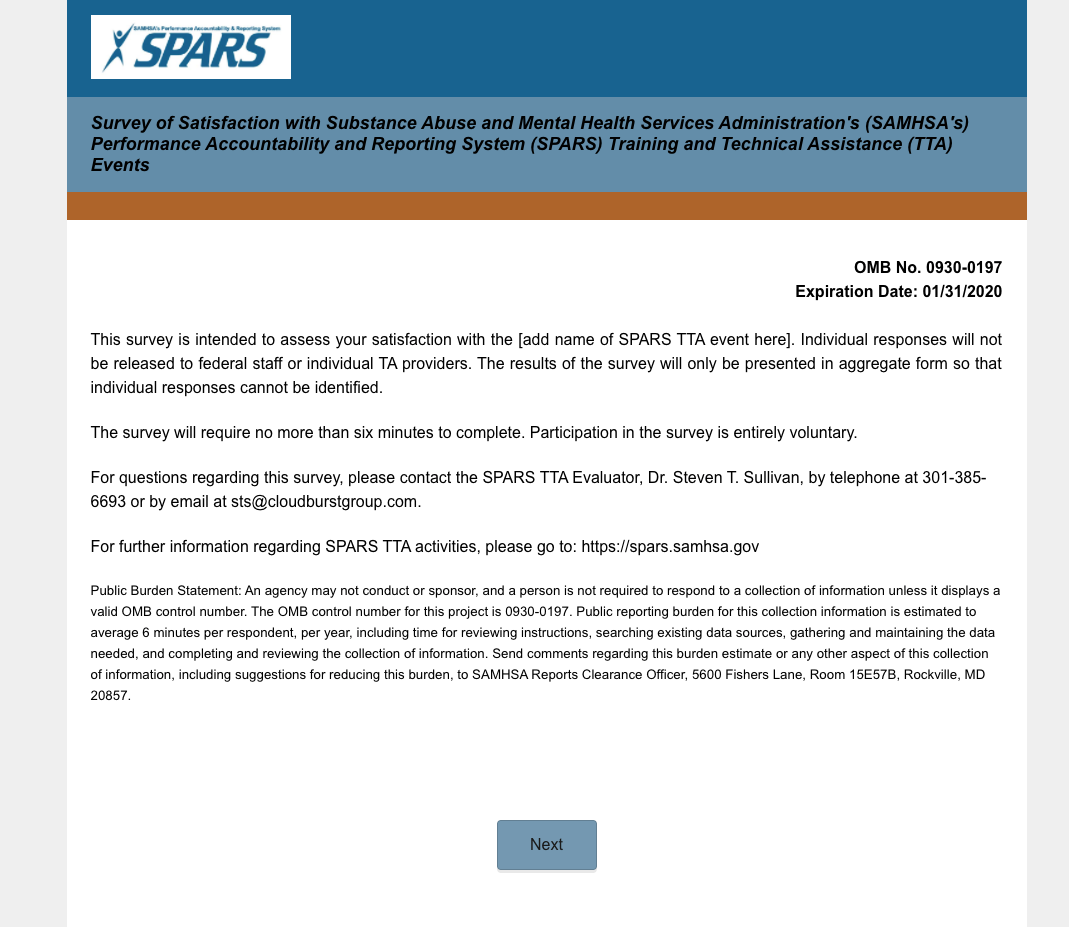 SAMHSA's Performance Accountability & Reporting System
SPARS
Survey of Satisfaction with Substance Abuse and Mental Health Services Administration's (SAMHSA's)
Performance Accountability and Reporting System (SPARS) Training and Technical Assistance (TTA)
Events
OMB No. 0930-0197
Expiration Date: 01/31/2020
This survey is intended to assess your satisfaction with the [add name of SPARS TTA event here]. Individual responses will not
be released to federal staff or individual TA providers. The results of the survey will only be presented in aggregate form so that
individual responses cannot be identified.
The survey will require no more than six minutes to complete. Participation in the survey is entirely voluntary.
For questions regarding this survey, please contact the SPARS TTA Evaluator, Dr. Steven T. Sullivan, by telephone at 301-385-
6693 or by email at sts@cloudburstgroup.com.
For further information regarding SPARS TTA activities, please go to: https://spars.samhsa.gov
Public Burden Statement: An agency may not conduct or sponsor, and a person is not required to respond to a collection of information unless it displays a
valid OMB control number. The OMB control number for this project is 0930-0197. Public reporting burden for this collection information is estimated to
average 6 minutes per respondent, per year, including time for reviewing instructions, searching existing data sources, gathering and maintaining the data
needed, and completing and reviewing the collection of information. Send comments regarding this burden estimate or any other aspect of this collection
of information, including suggestions for reducing this burden, to SAMHSA Reports Clearance Officer, 5600 Fishers Lane, Room 15E57B, Rockville, MD
20857.
Next